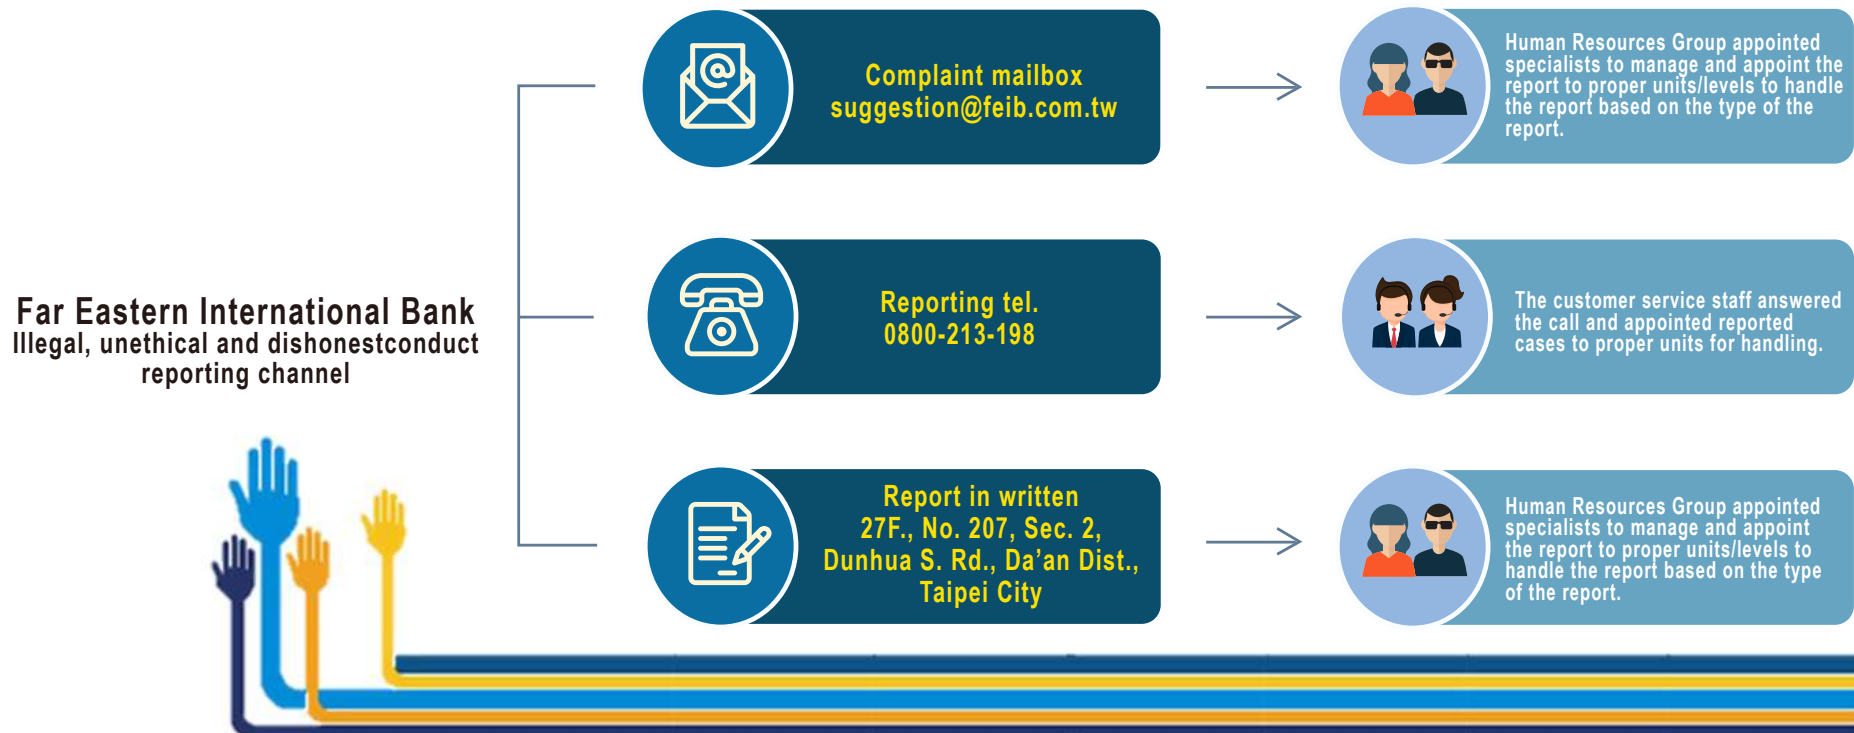 Far Eastern International Bank
Illegal, unethical and dishonestconduct
reporting channel
Complaint mailbox
suggestion@feib.com.tw
Human Resources Group appointed
specialists to manage and appoint the
report to proper units/levels to handle
the report based on the type of the
report.
Reporting tel.
0800-213-198
The customer service staff answered
the call and appointed reported
cases to proper units for handling.
Report in written
27F., No. 207, Sec. 2,
Dunhua S. Rd., Da’an Dist.,
Taipei City
Human Resources Group appointed
specialists to manage and appoint
the report to proper units/levels to
handle the report based on the type
of the report.